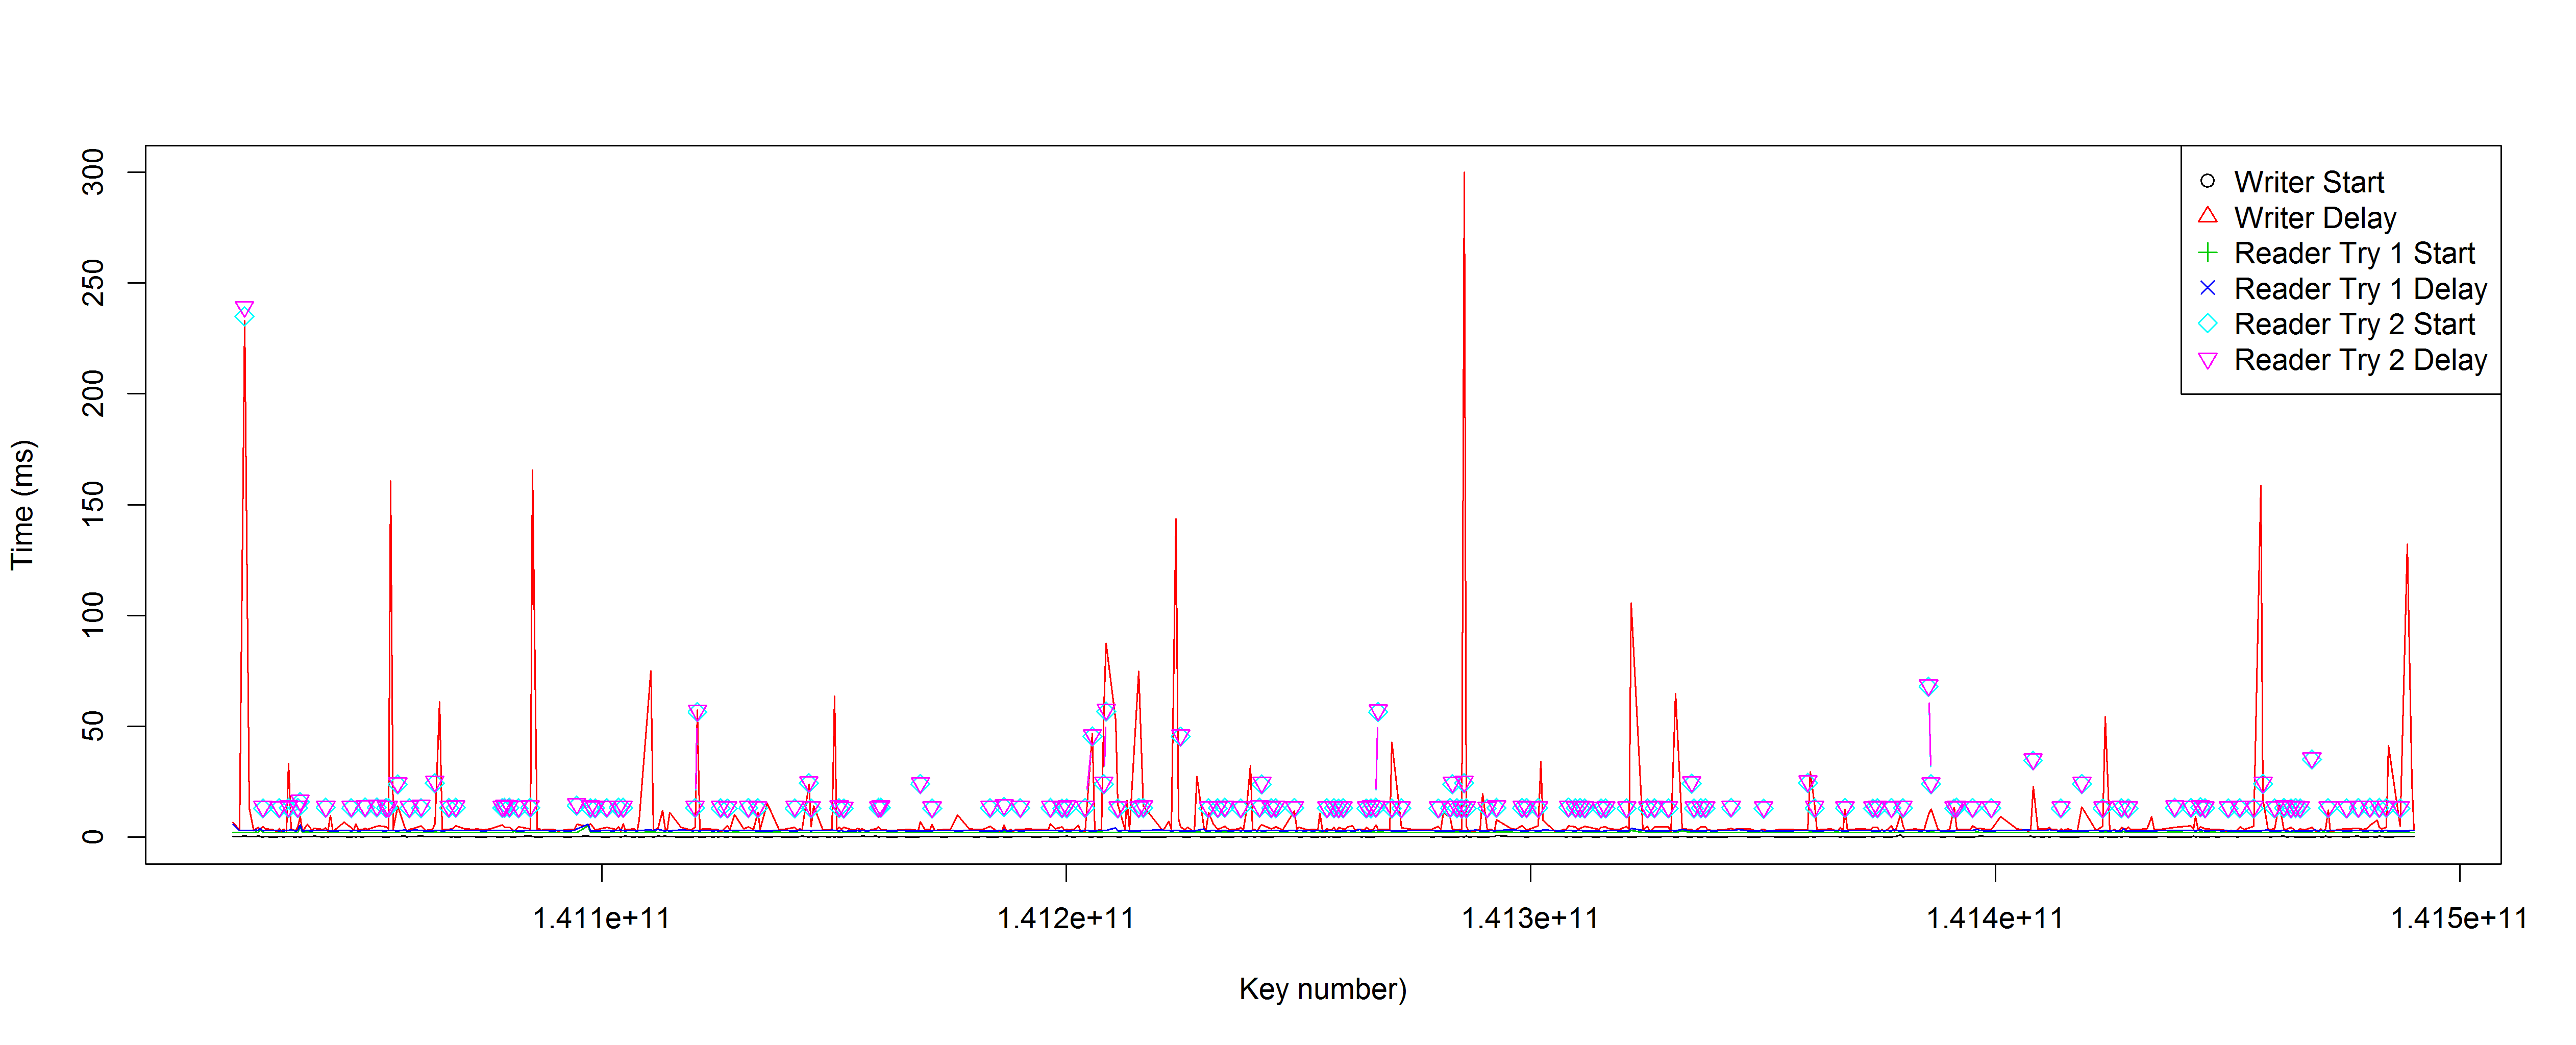 300
250
200
150
100
50
0
Time (ms)
Writer Start
Writer Delay
Reader Try 1 Start
Reader Try 1 Delay
Reader Try 2 Start
Reader Try 2 Delay
1.411e+11 1.412e+11 1.413e+11 1.414e+11 1.415e+11
Key number)